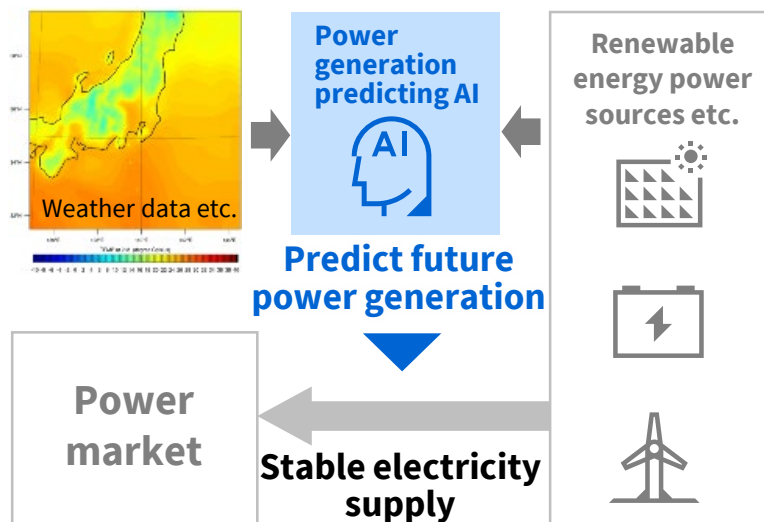 Weather data etc.
Power
generation
predicting AI
AI
Renewable
energy power
sources etc.
Predict future
power generation
Power
market
Stable electricity
supply